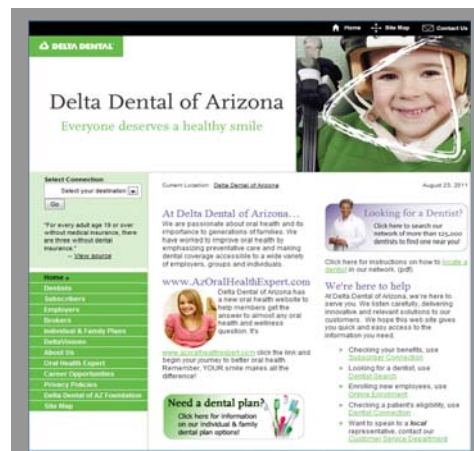 Home Site Map Contact Us
DELTA DENTAL
Delta Dental of Arizona
Everyone deserves a healthy smile
Select Connection
Select your destination
Go
"For every adult age 19 or over
without medical insurance, there
are three without dental
insurance."
-- View source
Home
Dentists
Subscribers
Employers
Brokers
Individual & Family Plans
DeltaVision
About Us
Oral Health Expert
Career Opportunities
Privacy Policies
Delta Dental of AZ Foundation
Site Map
Current Location: Delta Dental of Arizona
August 23, 2011
At Delta Dental of Arizona...
We are passionate about oral health and its
importance to generations of families. We
have worked to improve oral health by
emphasizing preventive care and making
dental coverage accessible to a wide variety
of employers, groups and individuals.
www.AzOralHealthExpert.com
Delta Dental of Arizona has
a new oral health website to
help members get the
answer to almost any oral
health and wellness
question. It's
www.azoralhealthexpert.com click the link and
begin your journey to better oral health.
Remember, YOUR smile makes all the
difference!
Need a dental plan?
Click here for information
on our individual & family
dental plan options!
Looking for a Dentist?
Click here to search our
network of more than 125,000
dentists to find one near you!
Click here for instructions on how to locate a
dentist in our network. (pdf)
We're here to help
At Delta Dental of Arizona, we're here to
serve you. We listen carefully, delivering
innovative and relevant solutions to our
customers. We hope this web site gives
you quick and easy access to the
information you need.
Checking your benefits, use
Subscriber Connection
Looking for a dentist, use
Dentist Search
Enrolling new employees, use
Online Enrollment
Checking a patient's eligibility, use
Dental Connection
Want to speak to a local
representative, contact our
Customer Service Department